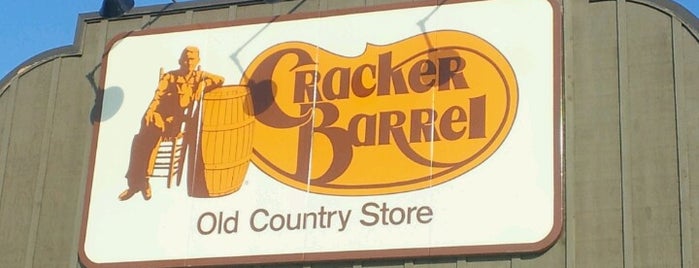 Cracker
Barrel
Old Country Store